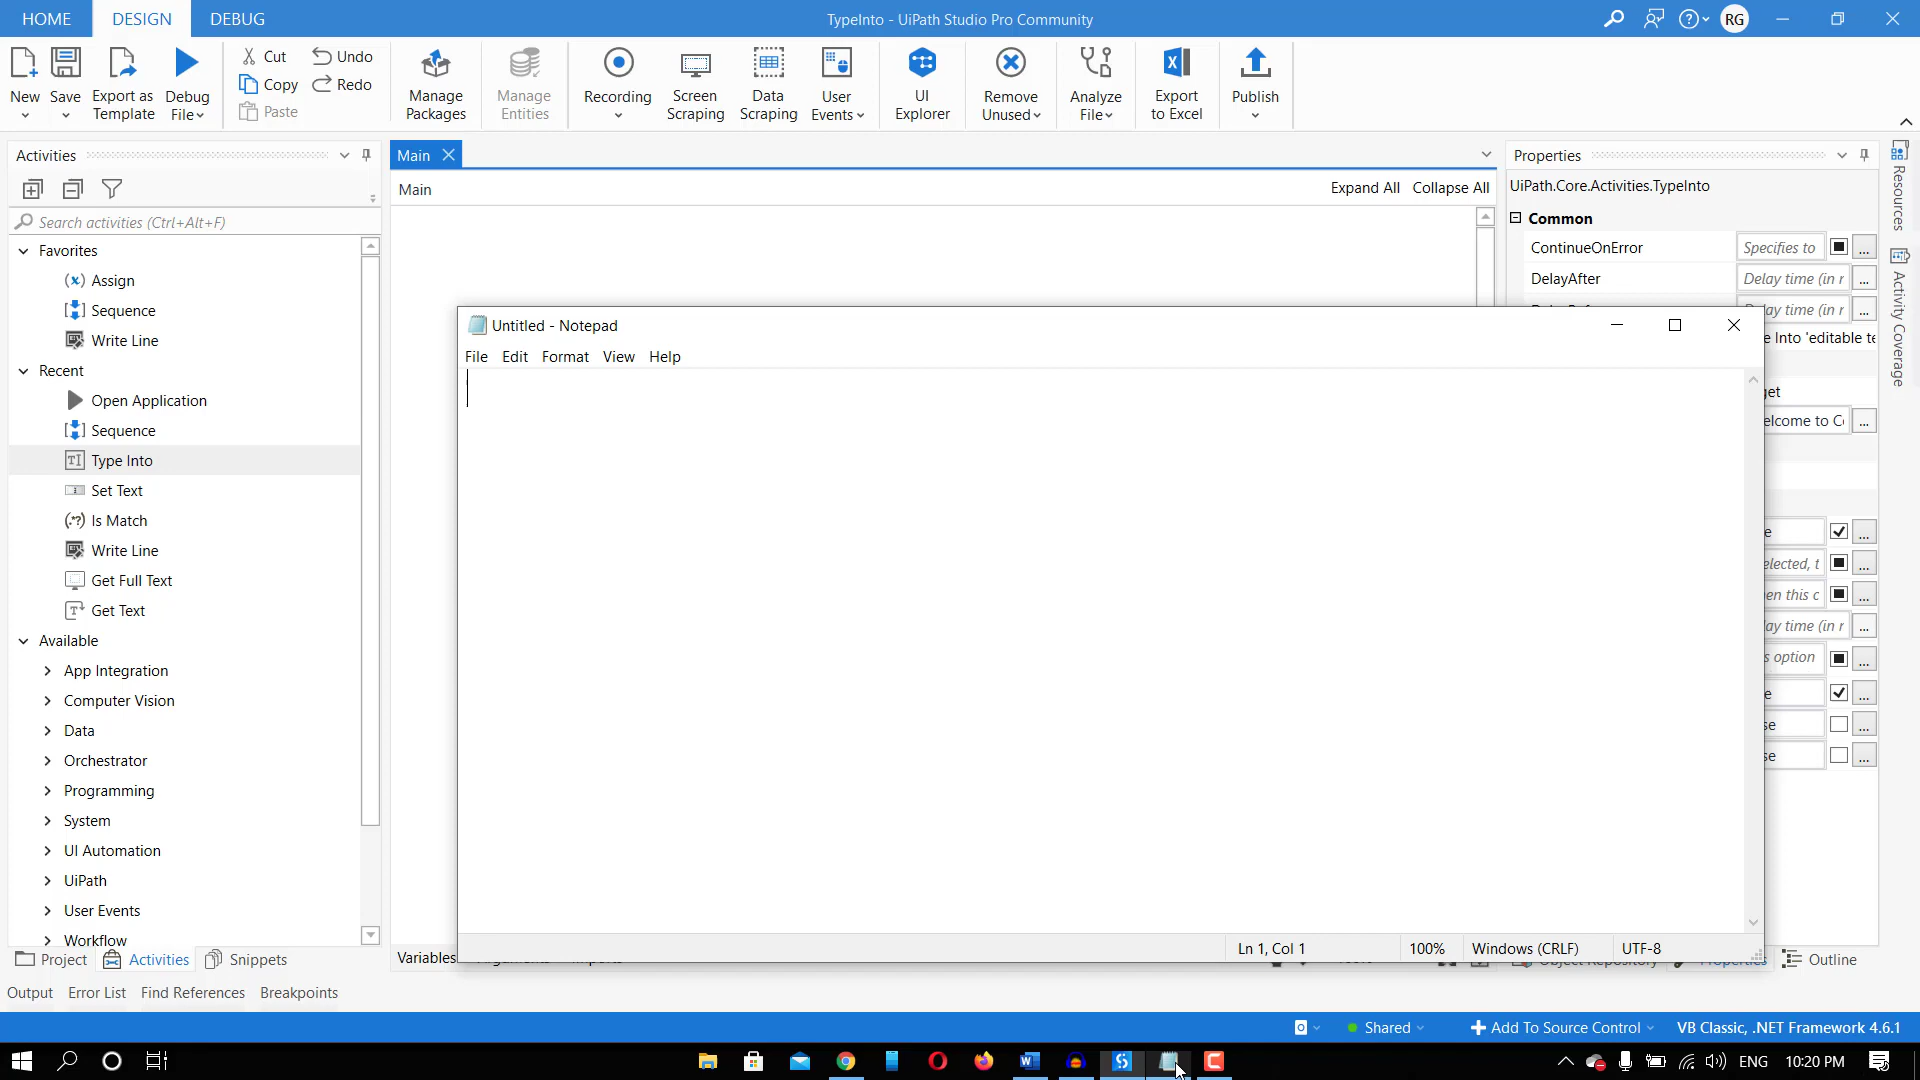 HOME DESIGN DEBUG
TypeInto - UiPath Studio Pro Community
RG
New
Save
Export as
Template
Debug
File
Cut
Copy
Paste
Undo
Redo
Manage
Packages
Manage
Entities
Recording
Screen
Scraping
Data
Scraping
User
Events
UI
Explorer
Remove
Unused
Analyze
File
Export
to Excel
Publish
Activities
Search activities (Ctrl+Alt+F)
Favorites
Assign
Sequence
Write Line
Recent
Open Application
Sequence
Type Into
Set Text
Is Match
Write Line
Get Full Text
Get Text
Available
App Integration
Computer Vision
Data
Orchestrator
Programming
System
UI Automation
UiPath
User Events
Workflow
Project Activities Snippets
Main
Main
Expand All Collapse All
Untitled - Notepad
File Edit Format View Help
Ln 1, Col 1 100% Windows (CRLF) UTF-8
Variables
Properties
UiPath.Core.Activities.TypeInto
Common
ContinueOnError Specifies to ...
DelayAfter Delay time (in r ...
lay time (in r ...
e Into 'editable te
get
elcome to Co ...
e ...
elected, t ...
en this c ...
lay time (in r ...
s option ...
e ...
se ...
se ...
Outline
Resources
Activity Coverage
Output Error List Find References Breakpoints
Shared Add To Source Control VB Classic, .NET Framework 4.6.1
ENG 10:20 PM